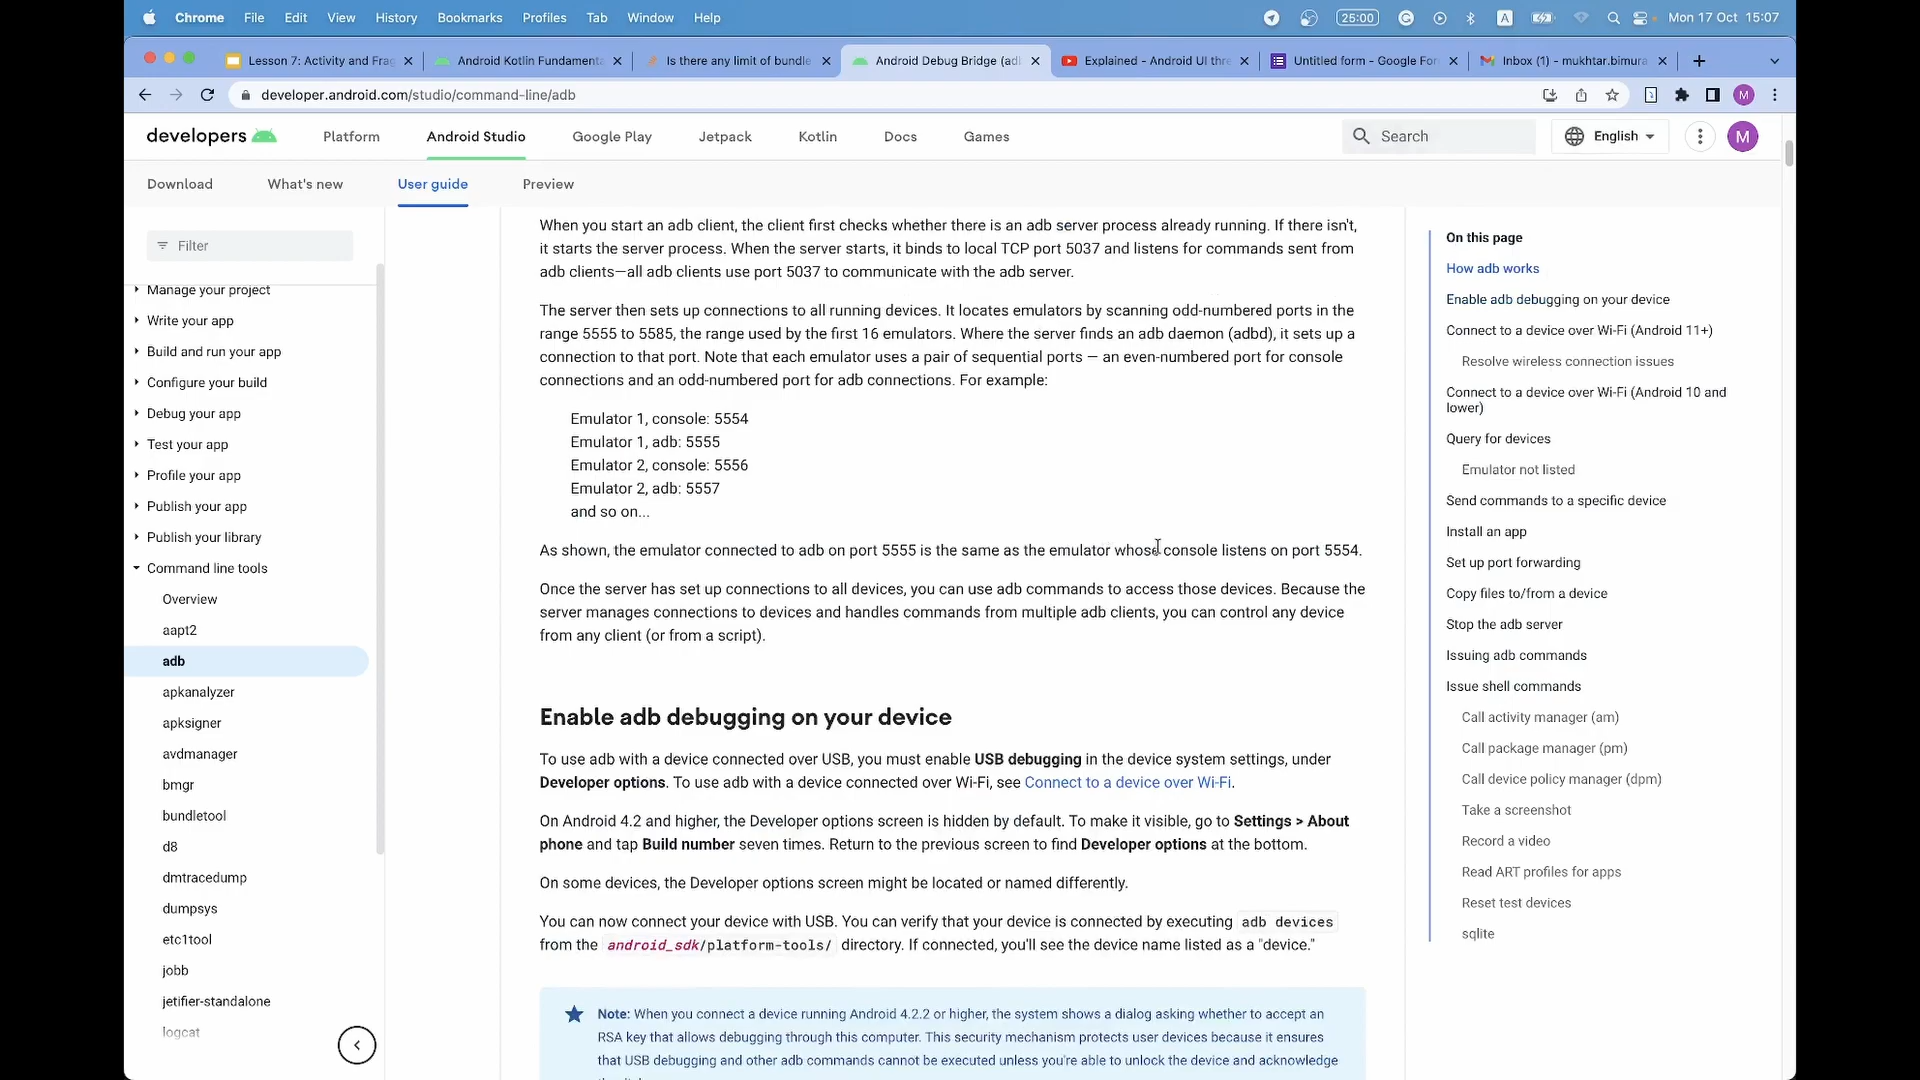 Chrome File Edit View History Bookmarks Profiles Tab Window Help
25:00
A
Mon 17 Oct 15:07
Lesson 7: Activity and Frag
Android Kotlin Fundamenta
Is there any limit of bundle
Android Debug Bridge (ad
Explained - Android UI thre
Untitled form - Google For
Inbox (1) - mukhtar.bimura
developer.android.com/studio/command-line/adb
M
developers
Platform
Android Studio
Google Play
Jetpack
Kotlin
Docs
Games
Search
English
M
Download
What's new
User guide
Preview
Filter
Manage your project
Write your app
Build and run your app
Configure your build
Debug your app
Test your app
Profile your app
Publish your app
Publish your library
Command line tools
Overview
aapt2
adb
apkanalyzer
apksigner
avdmanager
bmgr
bundletool
d8
dmtracedump
dumpsys
etc1tool
jobb
jetifier-standalone
logcat
When you start an adb client, the client first checks whether there is an adb server process already running. If there isn't,
it starts the server process. When the server starts, it binds to local TCP port 5037 and listens for commands sent from
adb clients—all adb clients use port 5037 to communicate with the adb server.
The server then sets up connections to all running devices. It locates emulators by scanning odd-numbered ports in the
range 5555 to 5585, the range used by the first 16 emulators. Where the server finds an adb daemon (adbd), it sets up a
connection to that port. Note that each emulator uses a pair of sequential ports — an even-numbered port for console
connections and an odd-numbered port for adb connections. For example:
Emulator 1, console: 5554
Emulator 1, adb: 5555
Emulator 2, console: 5556
Emulator 2, adb: 5557
and so on...
As shown, the emulator connected to adb on port 5555 is the same as the emulator whose console listens on port 5554.
Once the server has set up connections to all devices, you can use adb commands to access those devices. Because the
server manages connections to devices and handles commands from multiple adb clients, you can control any device
from any client (or from a script).
Enable adb debugging on your device
To use adb with a device connected over USB, you must enable USB debugging in the device system settings, under
Developer options. To use adb with a device connected over Wi-Fi, see Connect to a device over Wi-Fi.
On Android 4.2 and higher, the Developer options screen is hidden by default. To make it visible, go to Settings > About
phone and tap Build number seven times. Return to the previous screen to find Developer options at the bottom.
On some devices, the Developer options screen might be located or named differently.
You can now connect your device with USB. You can verify that your device is connected by executing adb devices
from the android_sdk/platform-tools/ directory. If connected, you'll see the device name listed as a "device."
Note: When you connect a device running Android 4.2.2 or higher, the system shows a dialog asking whether to accept an
RSA key that allows debugging through this computer. This security mechanism protects user devices because it ensures
that USB debugging and other adb commands cannot be executed unless you're able to unlock the device and acknowledge
On this page
How adb works
Enable adb debugging on your device
Connect to a device over Wi-Fi (Android 11+)
Resolve wireless connection issues
Connect to a device over Wi-Fi (Android 10 and
lower)
Query for devices
Emulator not listed
Send commands to a specific device
Install an app
Set up port forwarding
Copy files to/from a device
Stop the adb server
Issuing adb commands
Issue shell commands
Call activity manager (am)
Call package manager (pm)
Call device policy manager (dpm)
Take a screenshot
Record a video
Read ART profiles for apps
Reset test devices
sqlite